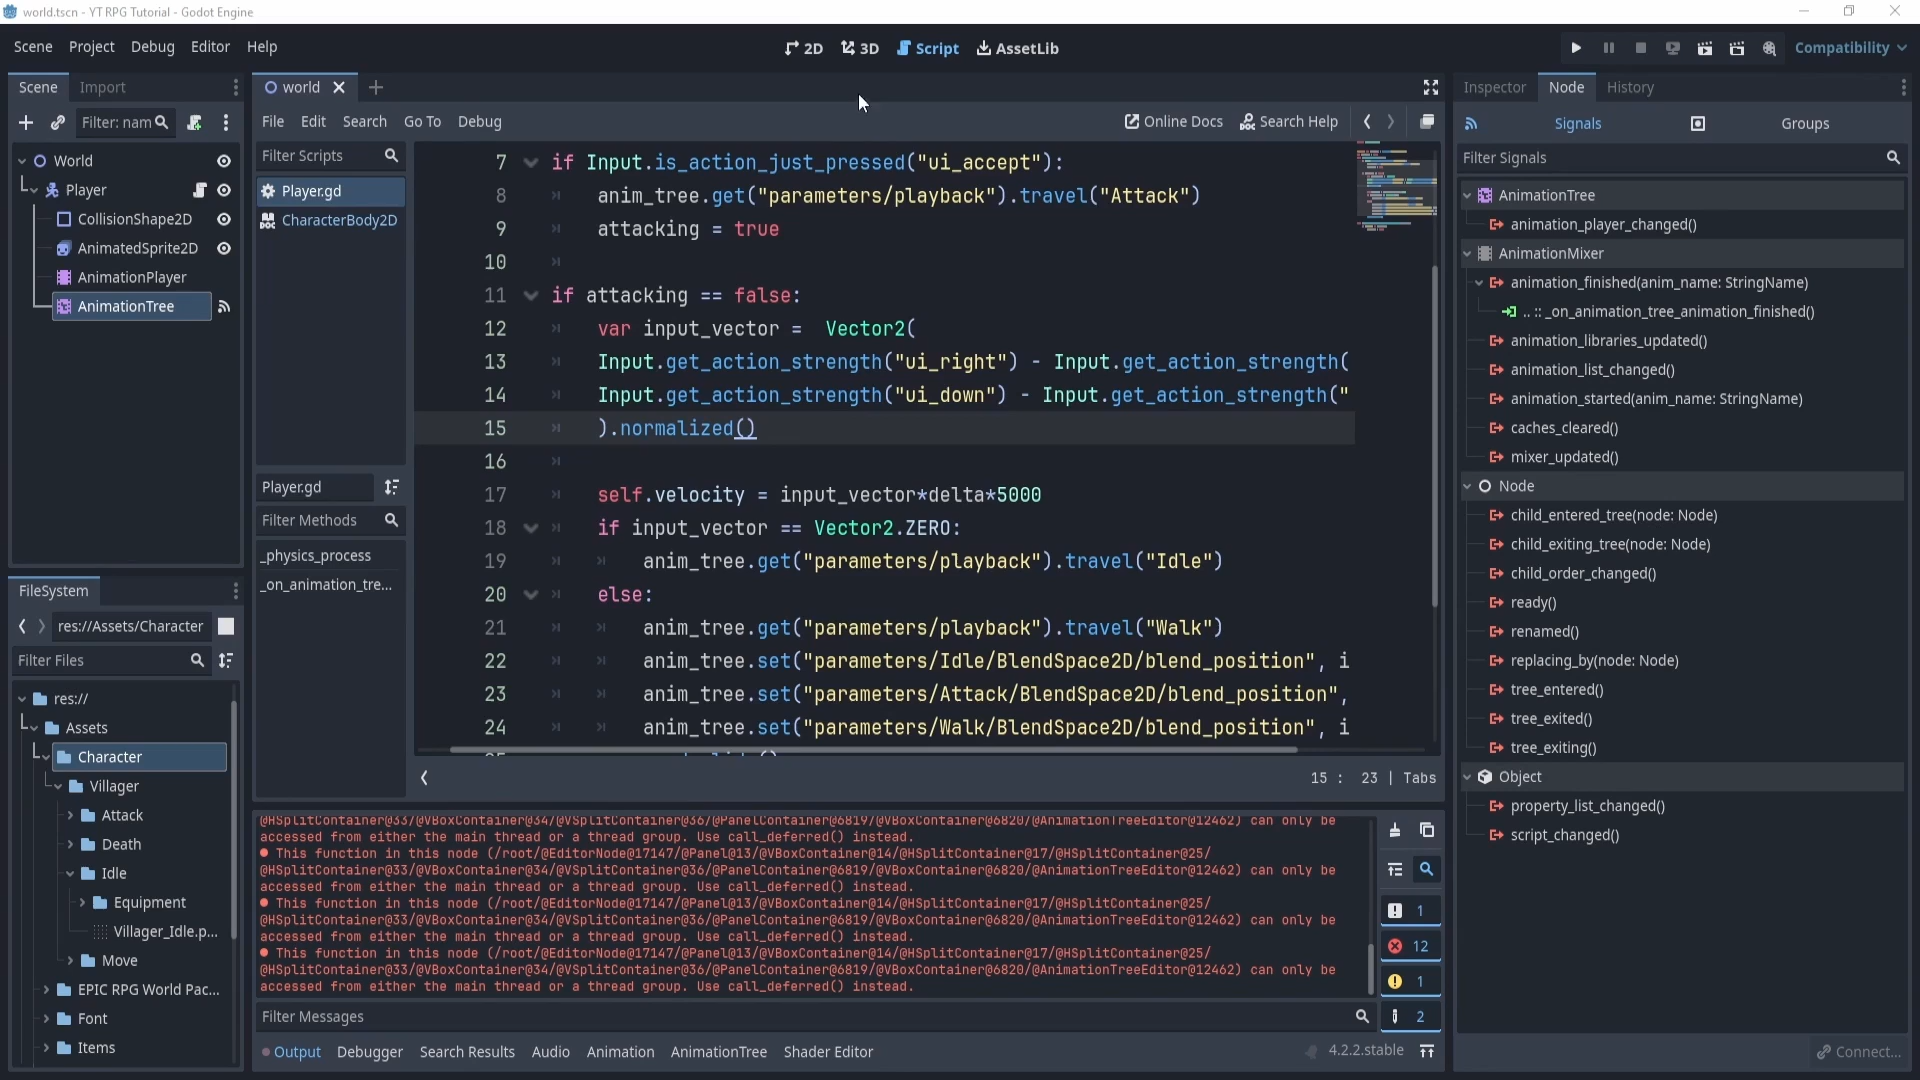 world.tscn - YT RPG Tutorial - Godot Engine
Scene Project Debug Editor Help
2D 3D Script AssetLib
Compatibility
Scene Import
Filter: nam
World
Player
CollisionShape2D
AnimatedSprite2D
AnimationPlayer
AnimationTree
FileSystem
res://Assets/Character
Filter Files
res://
Assets
Character
Villager
Attack
Death
Idle
Equipment
Villager_Idle.p...
Move
EPIC RPG World Pac...
Font
Items
world
File Edit Search Go To Debug
Online Docs Search Help
Filter Scripts
Player.gd
CharacterBody2D
Player.gd
Filter Methods
_physics_process
_on_animation_tre...
7 if Input.is_action_just_pressed("ui_accept"):
8 anim_tree.get("parameters/playback").travel("Attack")
9 attacking = true
10
11 if attacking == false:
12 var input_vector =  Vector2(
13 Input.get_action_strength("ui_right") - Input.get_action_strength(
14 Input.get_action_strength("ui_down") - Input.get_action_strength("
15 ).normalized()
16
17 self.velocity = input_vector*delta*5000
18 if input_vector == Vector2.ZERO:
19 anim_tree.get("parameters/playback").travel("Idle")
20 else:
21 anim_tree.get("parameters/playback").travel("Walk")
22 anim_tree.set("parameters/Idle/BlendSpace2D/blend_position", i
23 anim_tree.set("parameters/Attack/BlendSpace2D/blend_position",
24 anim_tree.set("parameters/Walk/BlendSpace2D/blend_position", i
15 : 23 | Tabs
@HSplitContainer@33/@VBoxContainer@34/@VSplitContainer@36/@PanelContainer@6819/@VBoxContainer@6820/@AnimationTreeEditor@12462) can only be
accessed from either the main thread or a thread group. Use call_deferred() instead.
This function in this node (/root/@EditorNode@17147/@Panel@13/@VBoxContainer@14/@HSplitContainer@17/@HSplitContainer@25/
@HSplitContainer@33/@VBoxContainer@34/@VSplitContainer@36/@PanelContainer@6819/@VBoxContainer@6820/@AnimationTreeEditor@12462) can only be
accessed from either the main thread or a thread group. Use call_deferred() instead.
This function in this node (/root/@EditorNode@17147/@Panel@13/@VBoxContainer@14/@HSplitContainer@17/@HSplitContainer@25/
@HSplitContainer@33/@VBoxContainer@34/@VSplitContainer@36/@PanelContainer@6819/@VBoxContainer@6820/@AnimationTreeEditor@12462) can only be
accessed from either the main thread or a thread group. Use call_deferred() instead.
This function in this node (/root/@EditorNode@17147/@Panel@13/@VBoxContainer@14/@HSplitContainer@17/@HSplitContainer@25/
@HSplitContainer@33/@VBoxContainer@34/@VSplitContainer@36/@PanelContainer@6819/@VBoxContainer@6820/@AnimationTreeEditor@12462) can only be
accessed from either the main thread or a thread group. Use call_deferred() instead.
1
12
1
2
Filter Messages
Output Debugger Search Results Audio Animation AnimationTree Shader Editor
4.2.2.stable
Inspector Node History
Signals Groups
Filter Signals
AnimationTree
animation_player_changed()
AnimationMixer
animation_finished(anim_name: StringName)
.. :: _on_animation_tree_animation_finished()
animation_libraries_updated()
animation_list_changed()
animation_started(anim_name: StringName)
caches_cleared()
mixer_updated()
Node
child_entered_tree(node: Node)
child_exiting_tree(node: Node)
child_order_changed()
ready()
renamed()
replacing_by(node: Node)
tree_entered()
tree_exited()
tree_exiting()
Object
property_list_changed()
script_changed()
Connect...